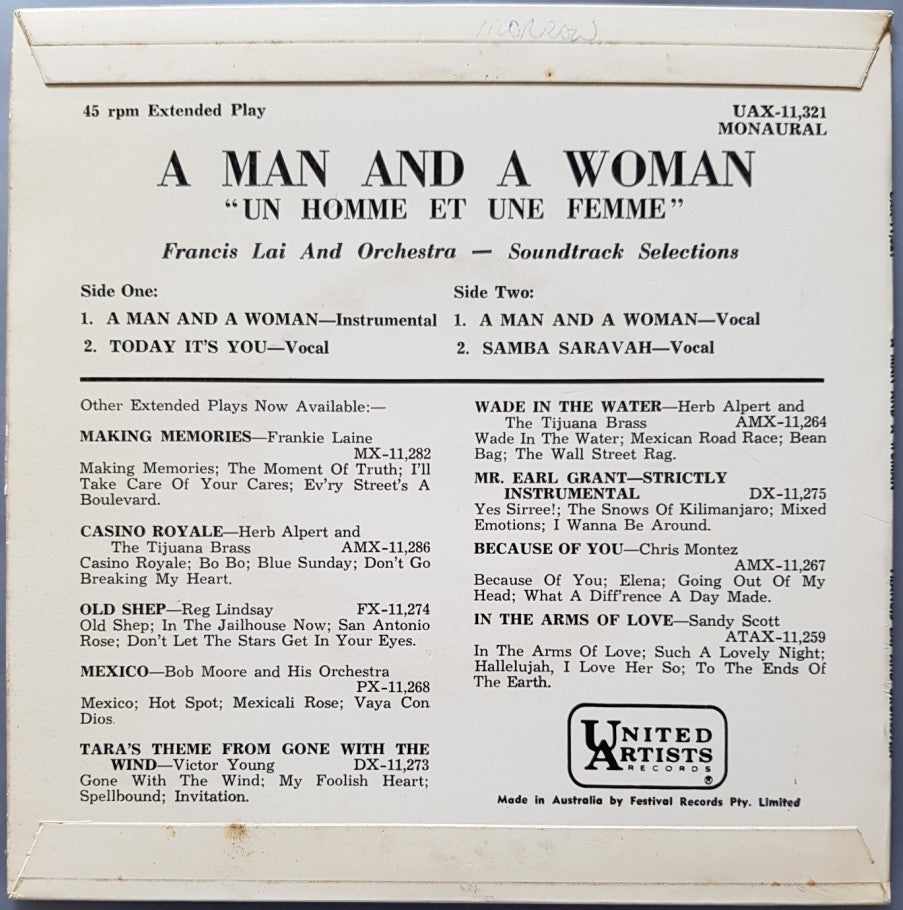 morrow
45 rpm Extended Play
UAX-11,321
MONAURAL
A MAN AND A WOMAN
“UN HOMME ET UNE FEMME”
Francis Lai And Orchestra — Soundtrack Selections
Side One:
1. A MAN AND A WOMAN—Instrumental
2. TODAY IT'S YOU—Vocal
Side Two:
1. A MAN AND A WOMAN—Vocal
2. SAMBA SARAVAH—Vocal
Other Extended Plays Now Available:—
MAKING MEMORIES—Frankie Laine
MX-11,282
Making Memories; The Moment Of Truth; I'll
Take Care Of Your Cares; Ev'ry Street's A
Boulevard.
CASINO ROYALE—Herb Alpert and
The Tijuana Brass AMX-11,286
Casino Royale; Bo Bo; Blue Sunday; Don't Go
Breaking My Heart.
OLD SHEP—Reg Lindsay FX-11,274
Old Shep; In The Jailhouse Now; San Antonio
Rose; Don't Let The Stars Get In Your Eyes.
MEXICO—Bob Moore and His Orchestra
PX-11,268
Mexico; Hot Spot; Mexicali Rose; Vaya Con
Dios.
TARA'S THEME FROM GONE WITH THE
WIND—Victor Young DX-11,273
Gone With The Wind; My Foolish Heart;
Spellbound; Invitation.
WADE IN THE WATER—Herb Alpert and
The Tijuana Brass AMX-11,264
Wade In The Water; Mexican Road Race; Bean
Bag; The Wall Street Rag.
MR. EARL GRANT—STRICTLY
INSTRUMENTAL DX-11,275
Yes Sirree!; The Snows Of Kilimanjaro; Mixed
Emotions; I Wanna Be Around.
BECAUSE OF YOU—Chris Montez
AMX-11,267
Because Of You; Elena; Going Out Of My
Head; What A Diff'rence A Day Made.
IN THE ARMS OF LOVE—Sandy Scott
ATAX-11,259
In The Arms Of Love; Such A Lovely Night;
Hallelujah, I Love Her So; To The Ends Of
The Earth.
UNITED
ARTISTS
RECORDS
®
Made in Australia by Festival Records Pty. Limited